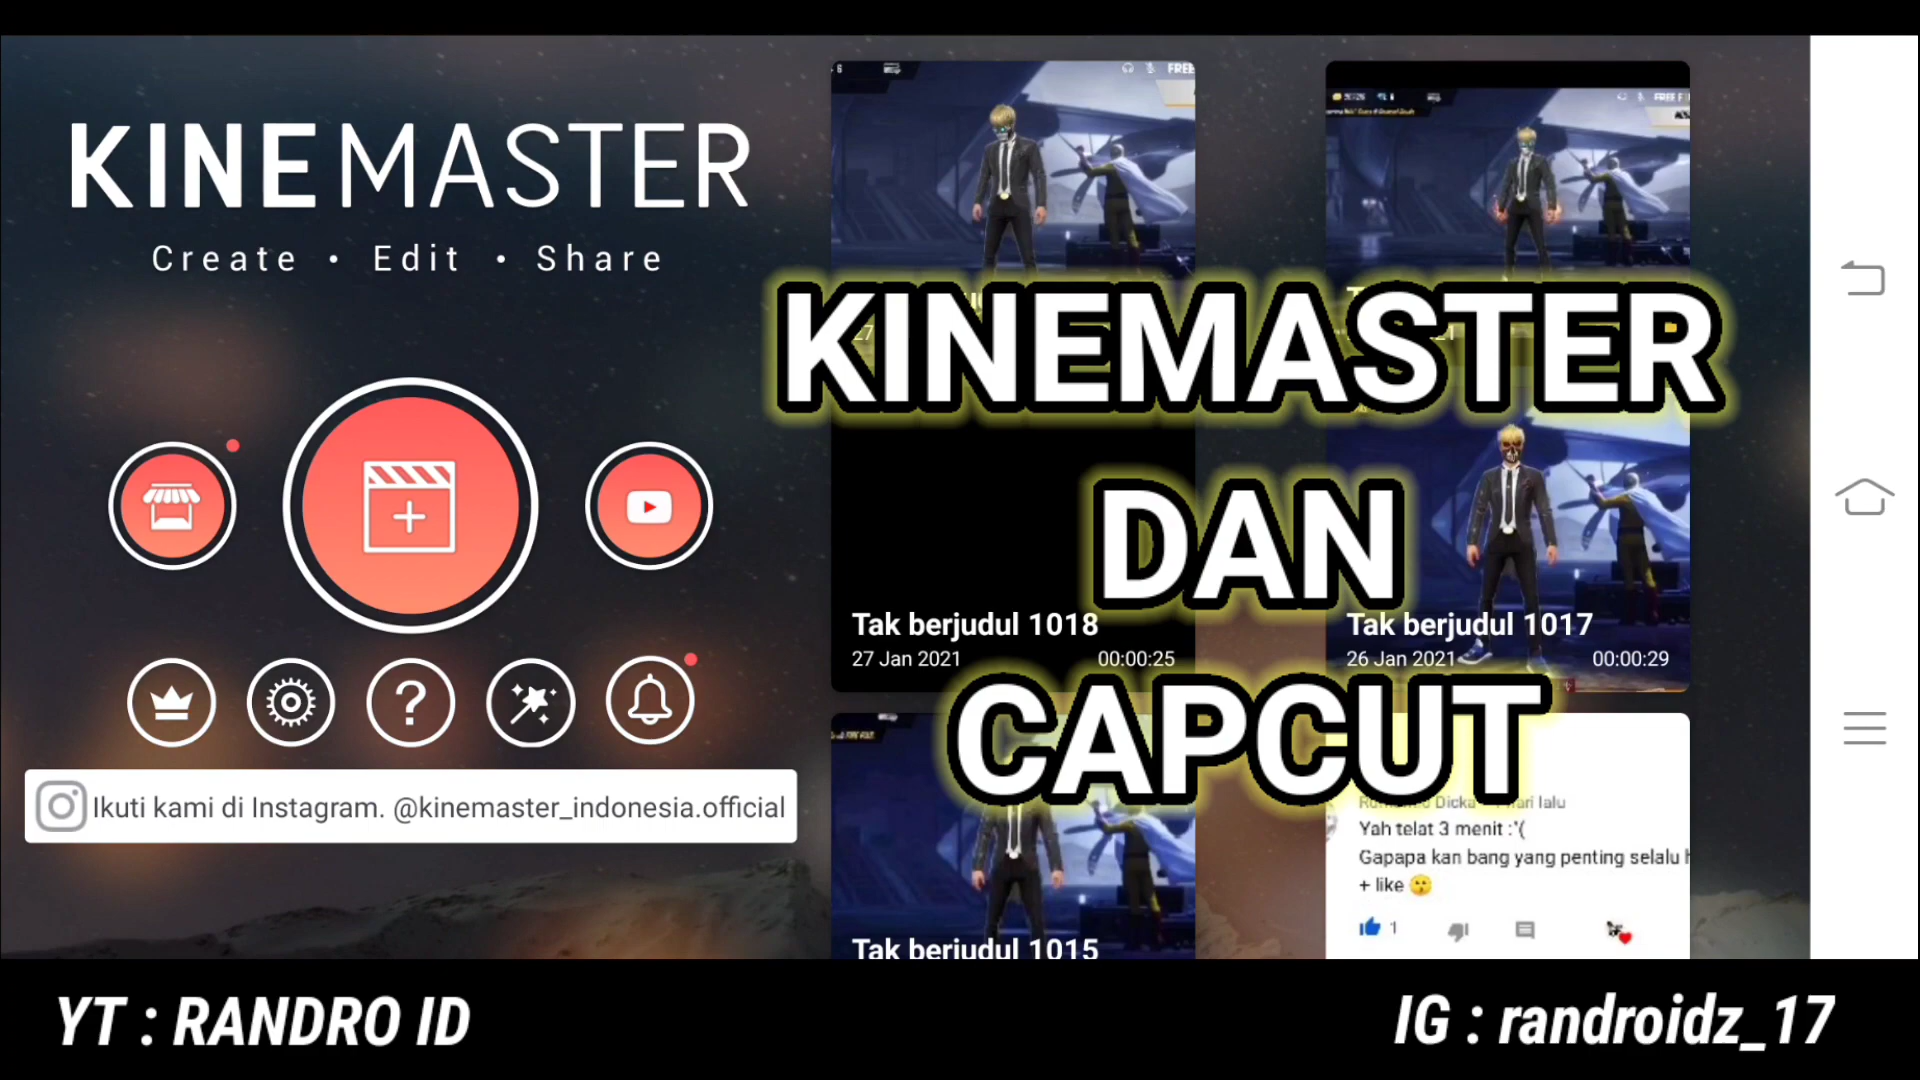 KINEMASTER
Create • Edit • Share
Ikuti kami di Instagram. @kinemaster_indonesia.official
KINEMASTER
DAN
CAPCUT
Tak berjudul 1018
27 Jan 2021 00:00:25
Tak berjudul 1017
26 Jan 2021 00:00:29
Tak berjudul 1015
Dicka
lalu
Yah telat 3 menit :'(
Gapapa kan bang yang penting selalu
+ like 😗
1
YT : RANDRO ID
IG : randroidz_17